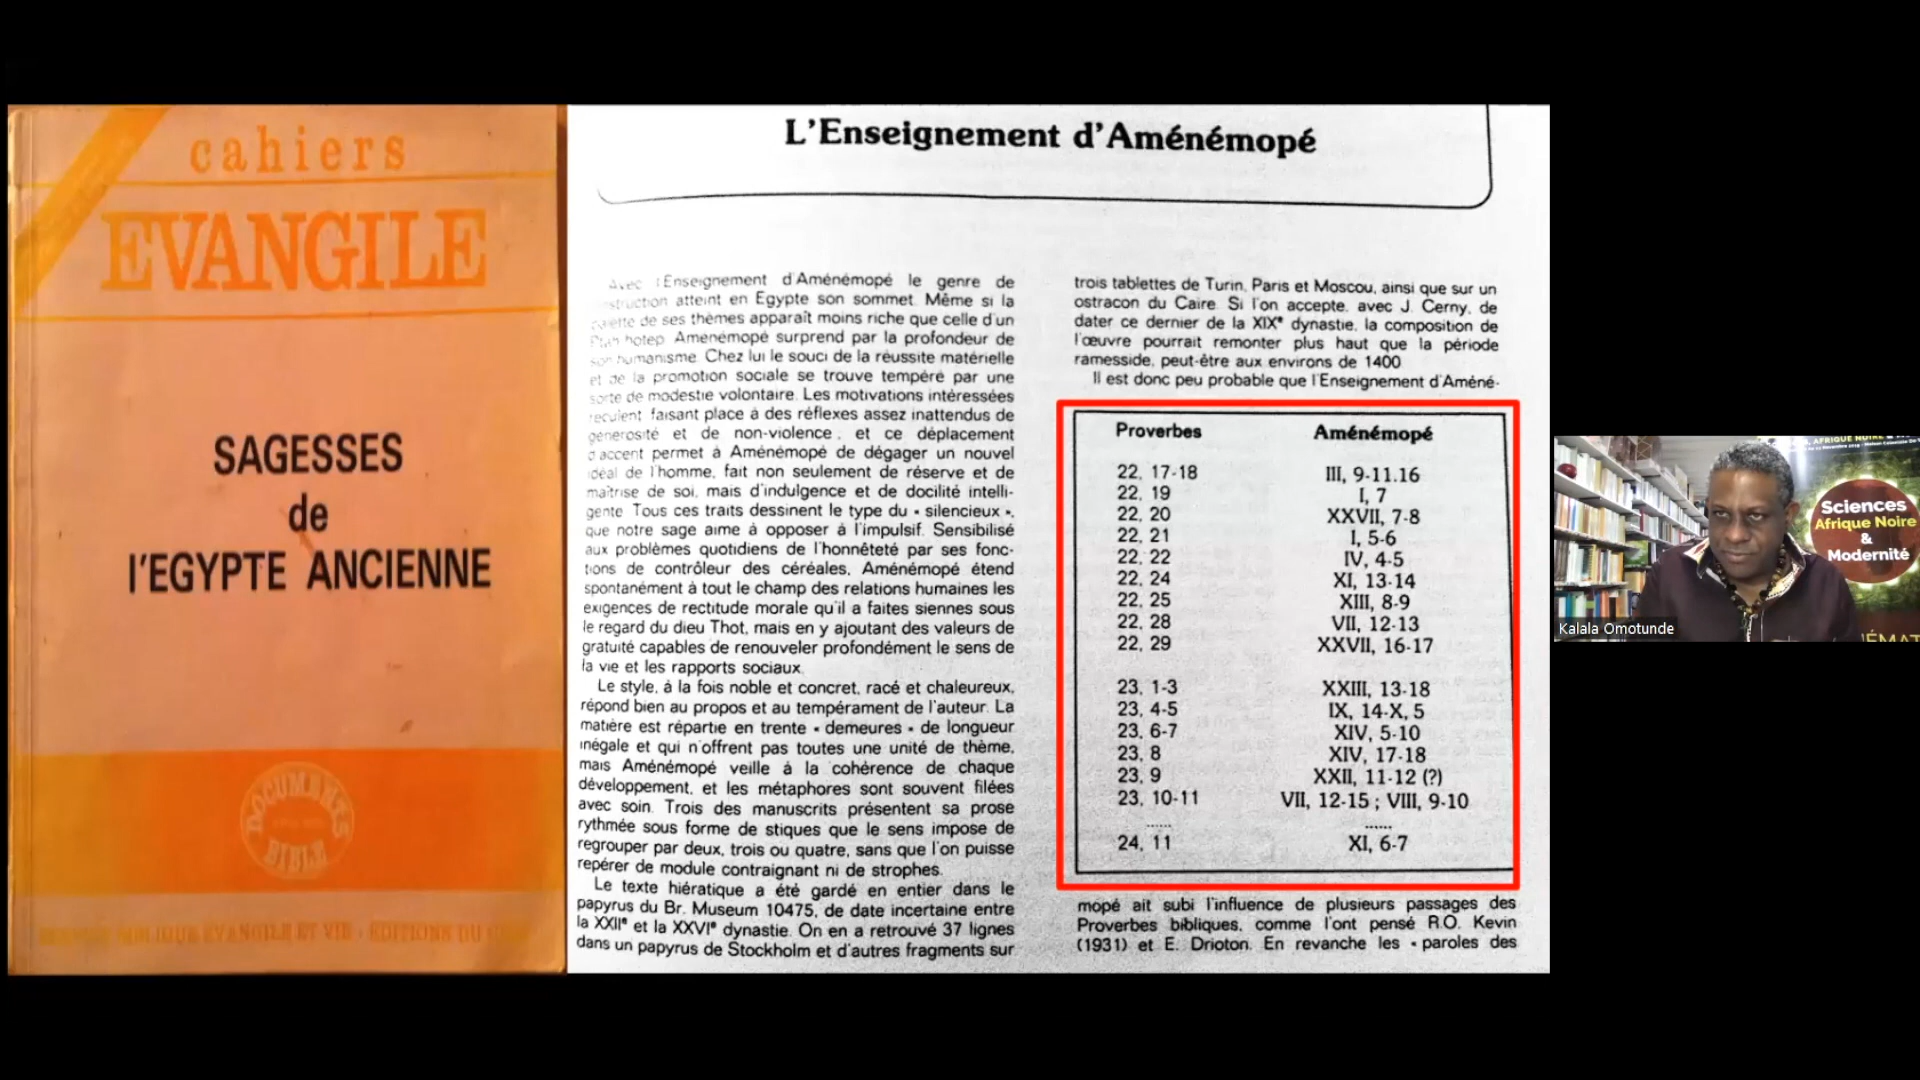 cahiers
EVANGILE
SAGESSES
de
l'EGYPTE ANCIENNE
DOCUMENTS
BIBLE
L'Enseignement d'Aménémopé
Avec l'Enseignement d'Aménémopé le genre de
struction atteint en Egypte son sommet. Même si la
palette de ses thèmes apparaît moins riche que celle d'un
Ptah hotep. Amenémopé surprend par la profondeur de
son humanisme. Chez lui le souci de la réussite matérielle
et de la promotion sociale se trouve tempéré par une
sorte de modestie volontaire. Les motivations intéressées
reculent faisant place à des réflexes assez inattendus de
générosité et de non-violence, et ce déplacement
d'accent permet à Aménémopé de dégager un nouvel
idéal de l'homme, fait non seulement de réserve et de
maîtrise de soi, mais d'indulgence et de docilité intelli-
gente. Tous ces traits dessinent le type du « silencieux »,
que notre sage aime à opposer à l'impulsif. Sensibilisé
aux problèmes quotidiens de l'honnêteté par ses fonc-
tions de contrôleur des céréales, Aménémopé étend
spontanément à tout le champ des relations humaines les
exigences de rectitude morale qu'il a faites siennes sous
le regard du dieu Thot, mais en y ajoutant des valeurs de
gratuité capables de renouveler profondément le sens de
la vie et les rapports sociaux.
Le style, à la fois noble et concret, racé et chaleureux,
répond bien au propos et au tempérament de l'auteur. La
matière est répartie en trente « demeures » de longueur
inégale et qui n'offrent pas toutes une unité de thème,
mais Aménémopé veille à la cohérence de chaque
développement, et les métaphores sont souvent filées
avec soin. Trois des manuscrits présentent sa prose
rythmée sous forme de stiques que le sens impose de
regrouper par deux, trois ou quatre, sans que l'on puisse
repérer de module contraignant ni de strophes.
Le texte hiératique a été gardé en entier dans le
papyrus du Br. Museum 10475, de date incertaine entre
la XXIIe et la XXVIe dynastie. On en a retrouvé 37 lignes
dans un papyrus de Stockholm et d'autres fragments sur
trois tablettes de Turin, Paris et Moscou, ainsi que sur un
ostracon du Caire. Si l'on accepte, avec J. Cerny, de
dater ce dernier de la XIXe dynastie, la composition de
l'œuvre pourrait remonter plus haut que la période
ramesside, peut-être aux environs de 1400
Il est donc peu probable que l'Enseignement d'Améné-
Proverbes Aménémopé
22, 17-18 III, 9-11.16
22, 19 I, 7
22, 20 XXVII, 7-8
22, 21 I, 5-6
22, 22 IV, 4-5
22, 24 XI, 13-14
22, 25 XIII, 8-9
22, 28 VII, 12-13
22, 29 XXVII, 16-17
23, 1-3 XXIII, 13-18
23, 4-5 IX, 14-X, 5
23, 6-7 XIV, 5-10
23, 8 XIV, 17-18
23, 9 XXII, 11-12 (?)
23, 10-11 VII, 12-15 ; VIII, 9-10
...... ......
24, 11 XI, 6-7
mopé ait subi l'influence de plusieurs passages des
Proverbes bibliques, comme l'ont pensé R.O. Kevin
(1931) et E. Drioton. En revanche les « paroles des
AFRIQUE NOIRE
Sciences
Afrique Noire
&
Modernité
Kalala Omotunde